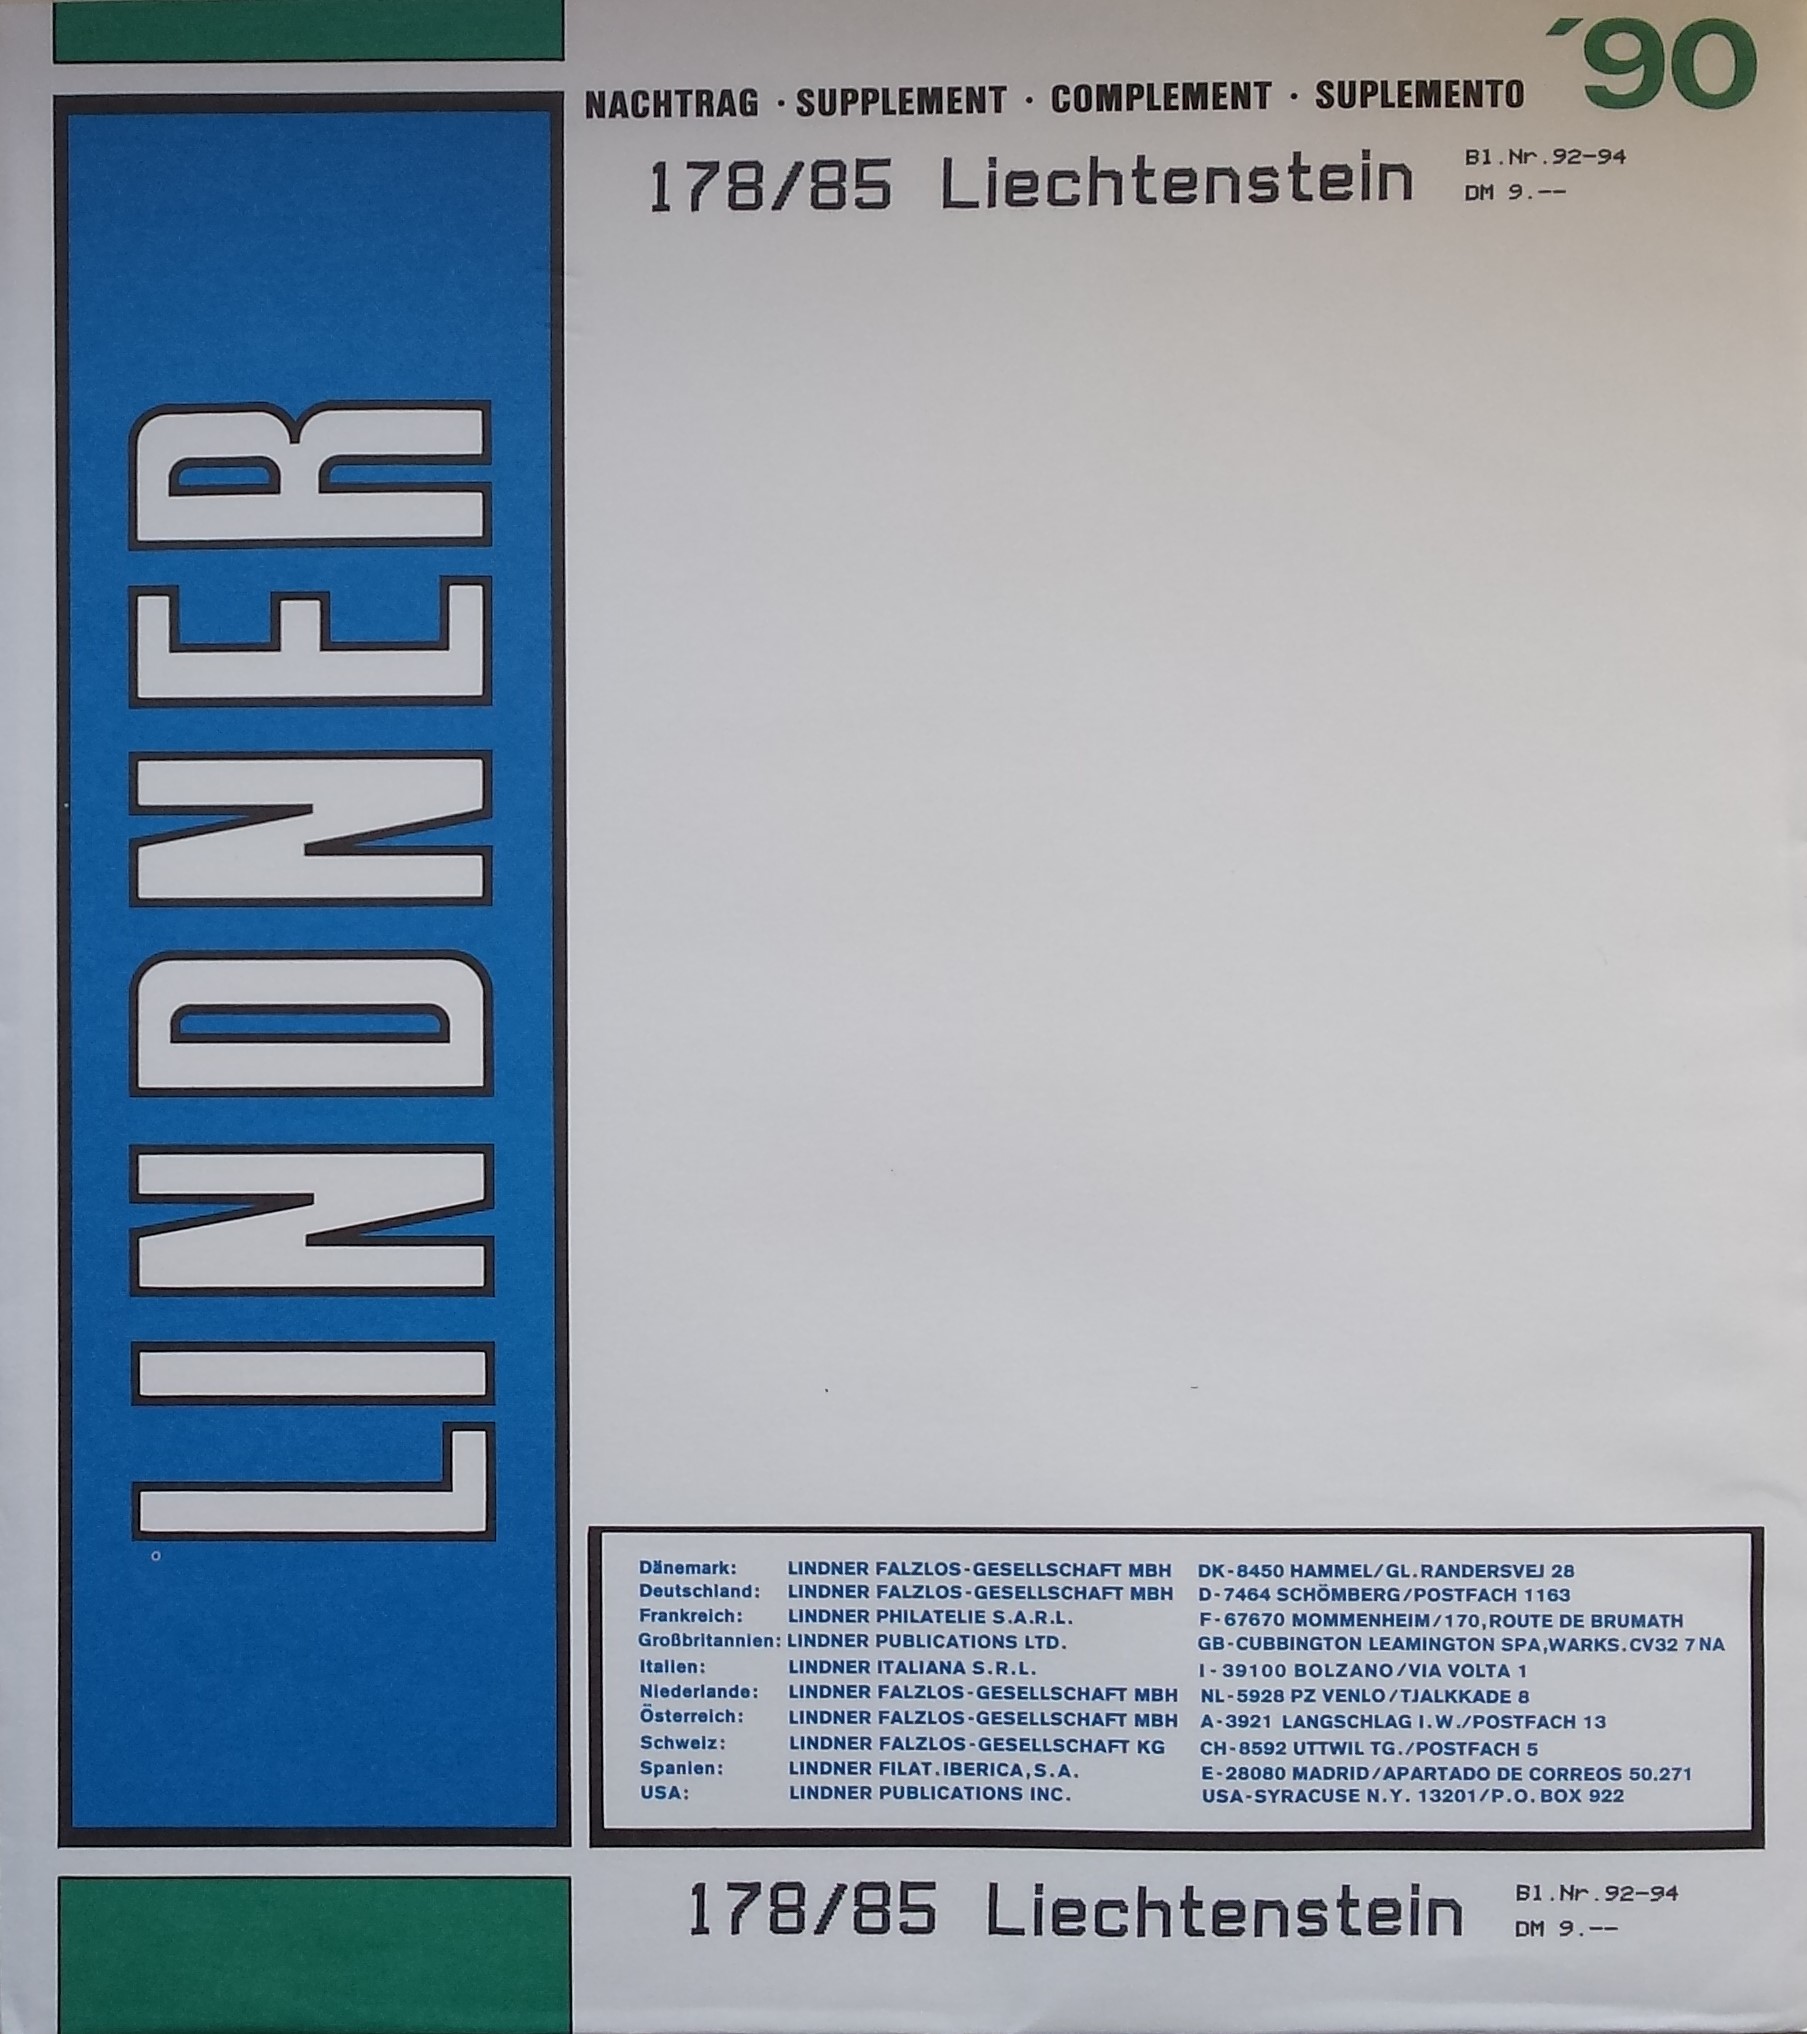 '90
NACHTRAG · SUPPLEMENT · COMPLEMENT · SUPLEMENTO
178/85 Liechtenstein
Bl.Nr.92-94
DM 9.--
LINDNER
Dänemark: LINDNER FALZLOS-GESELLSCHAFT MBH DK-8450 HAMMEL/GL.RANDERSVEJ 28
Deutschland: LINDNER FALZLOS-GESELLSCHAFT MBH D-7464 SCHÖMBERG/POSTFACH 1163
Frankreich: LINDNER PHILATELIE S.A.R.L. F-67670 MOMMENHEIM/170,ROUTE DE BRUMATH
Großbritannien: LINDNER PUBLICATIONS LTD. GB-CUBBINGTON LEAMINGTON SPA,WARKS.CV32 7NA
Italien: LINDNER ITALIANA S.R.L. I-39100 BOLZANO/VIA VOLTA 1
Niederlande: LINDNER FALZLOS-GESELLSCHAFT MBH NL-5928 PZ VENLO/TJALKKADE 8
Österreich: LINDNER FALZLOS-GESELLSCHAFT MBH A-3921 LANGSCHLAG I.W./POSTFACH 13
Schweiz: LINDNER FALZLOS-GESELLSCHAFT KG CH-8592 UTTWIL TG./POSTFACH 5
Spanien: LINDNER FILAT.IBERICA,S.A. E-28080 MADRID/APARTADO DE CORREOS 50.271
USA: LINDNER PUBLICATIONS INC. USA-SYRACUSE N.Y. 13201/P.O.BOX 922
178/85 Liechtenstein
Bl.Nr.92-94
DM 9.--